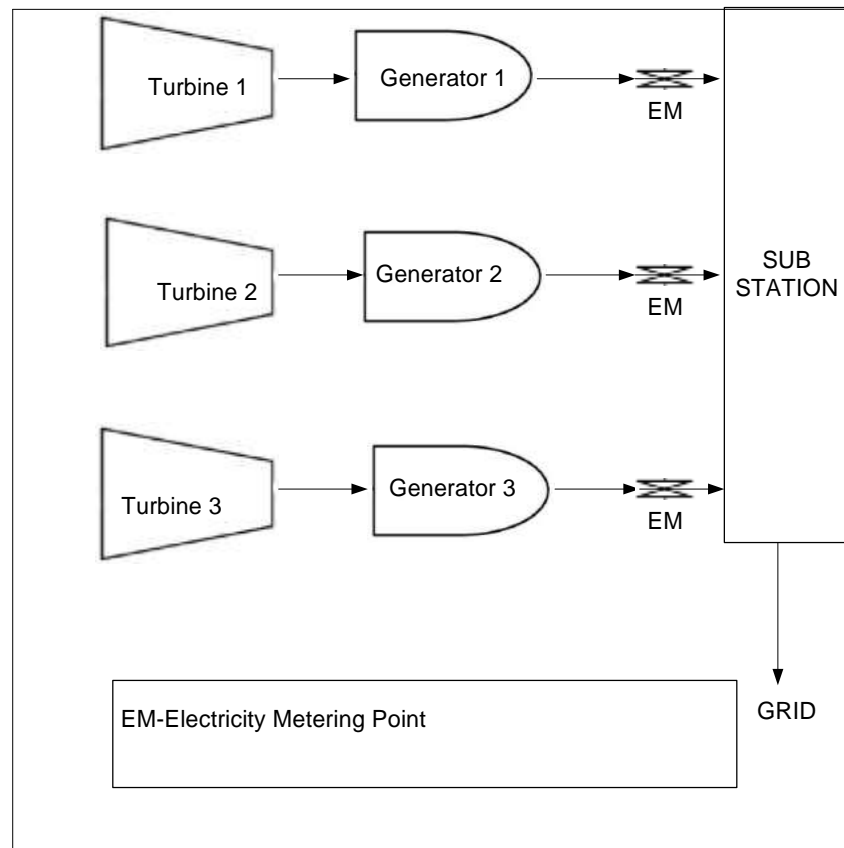 Turbine 1
Generator 1
EM
Turbine 2
Generator 2
EM
SUB
STATION
Turbine 3
Generator 3
EM
EM-Electricity Metering Point
GRID